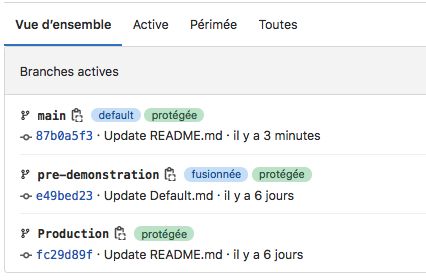 Vue d'ensemble Active Périmée Toutes
Branches actives
main default protégée
87b0a5f3 · Update README.md · il y a 3 minutes
pre-demonstration fusionnée protégée
e49bed23 · Update Default.md · il y a 6 jours
Production protégée
fc29d89f · Update README.md · il y a 6 jours